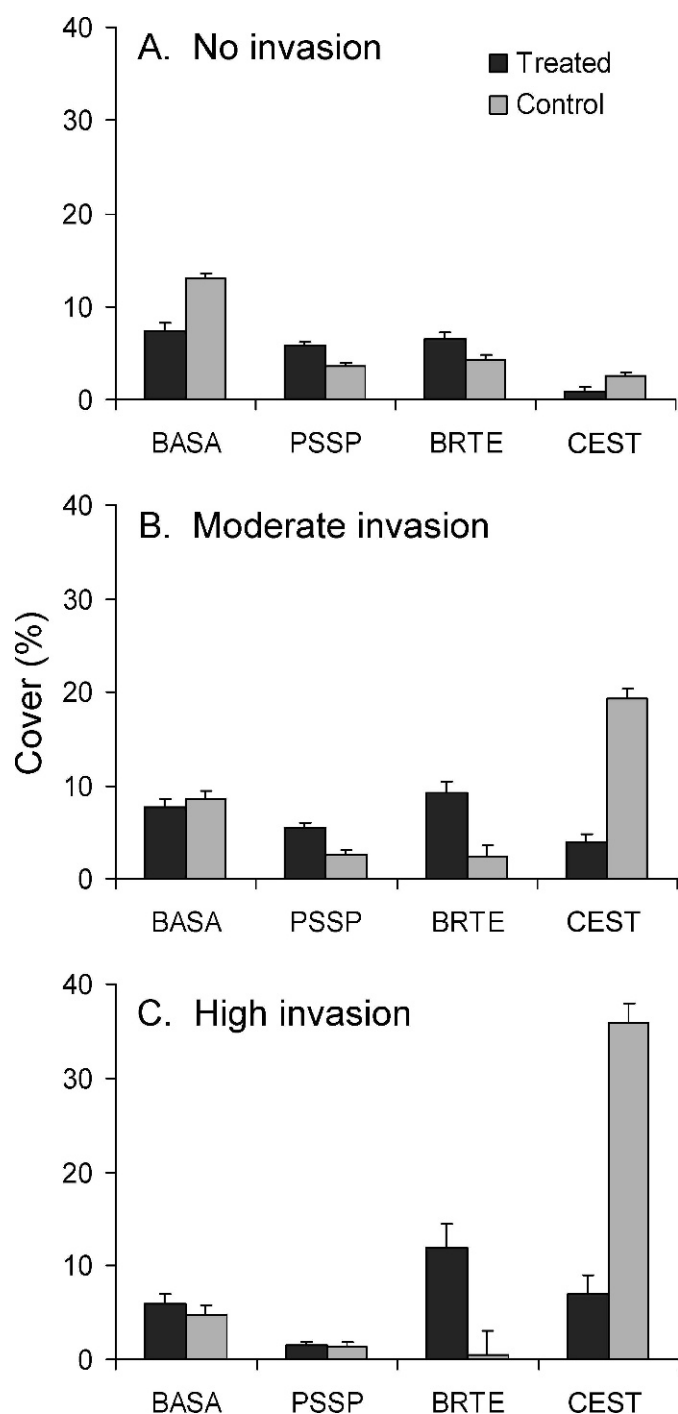 A. No invasion
Treated
Control
40
30
20
10
0
BASA PSSP BRTE CEST
B. Moderate invasion
40
30
20
10
0
BASA PSSP BRTE CEST
Cover (%)
C. High invasion
40
30
20
10
0
BASA PSSP BRTE CEST